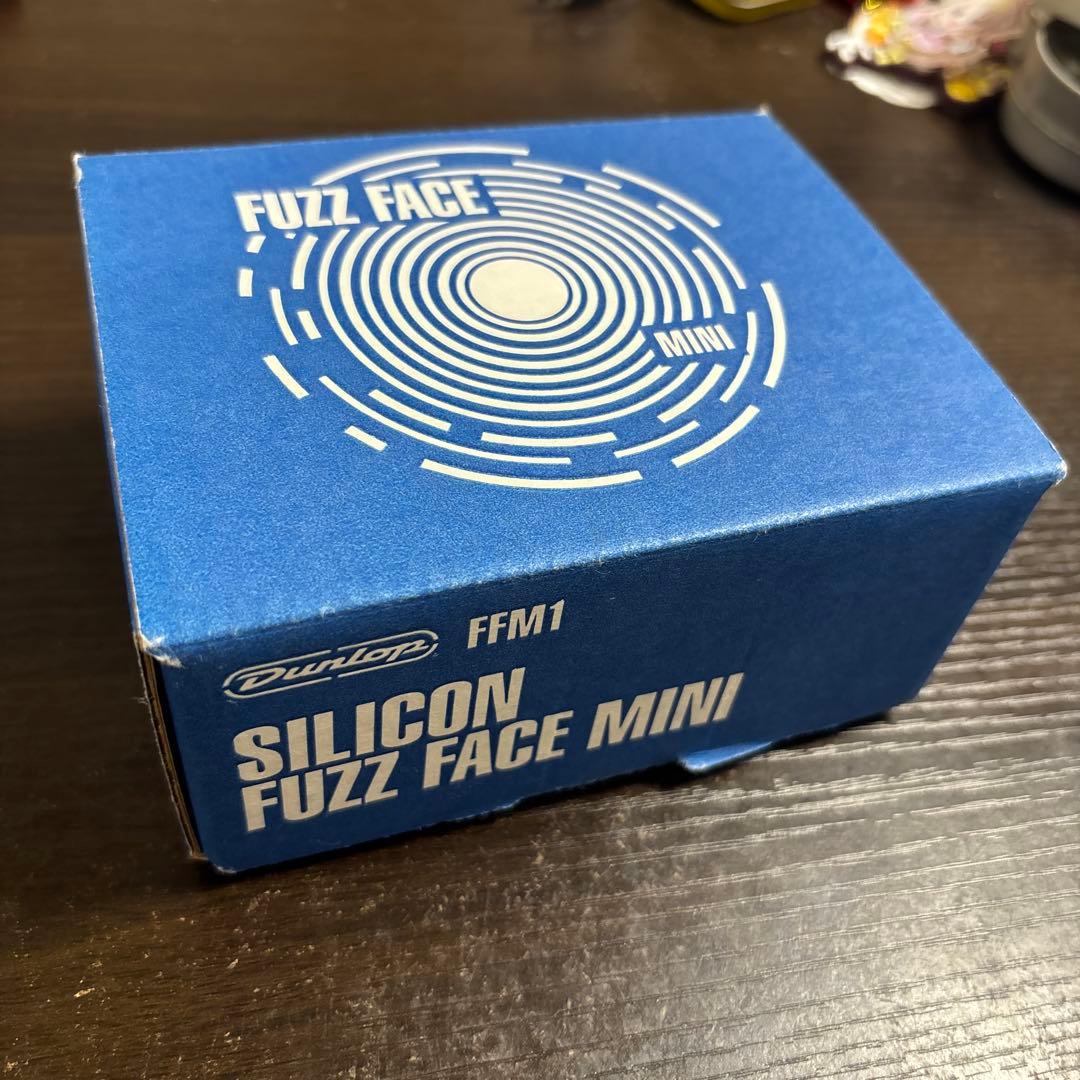 FUZZ FACE
MINI
DUNLOP FFM1
SILICON
FUZZ FACE MINI